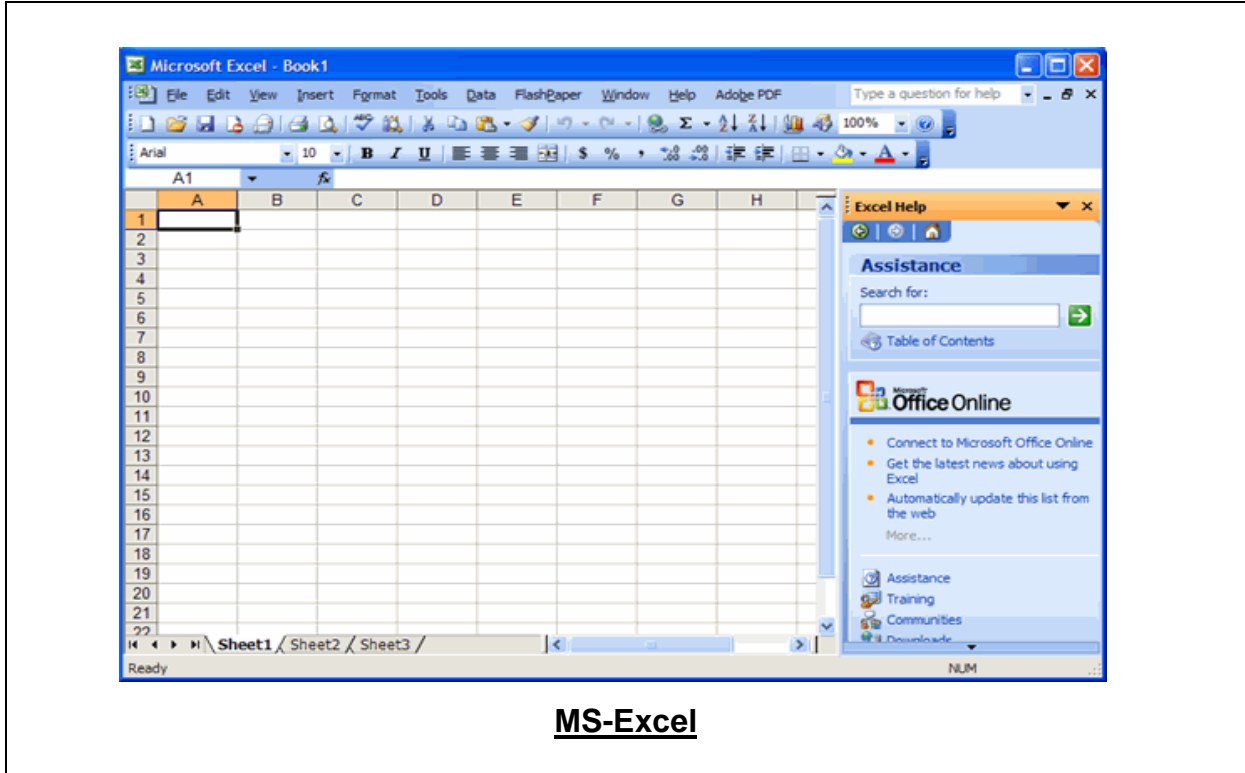 Microsoft Excel - Book1
File Edit View Insert Format Tools Data FlashPaper Window Help Adobe PDF Type a question for help
100%
Arial 10 B I U $ % , A
A1 fx
A B C D E F G H
1
2
3
4
5
6
7
8
9
10
11
12
13
14
15
16
17
18
19
20
21
22
Sheet1 Sheet2 Sheet3
Ready NUM
Excel Help
Assistance
Search for:
Table of Contents
Microsoft
Office Online
Connect to Microsoft Office Online
Get the latest news about using
Excel
Automatically update this list from
the web
More...
Assistance
Training
Communities
Downloads
MS-Excel